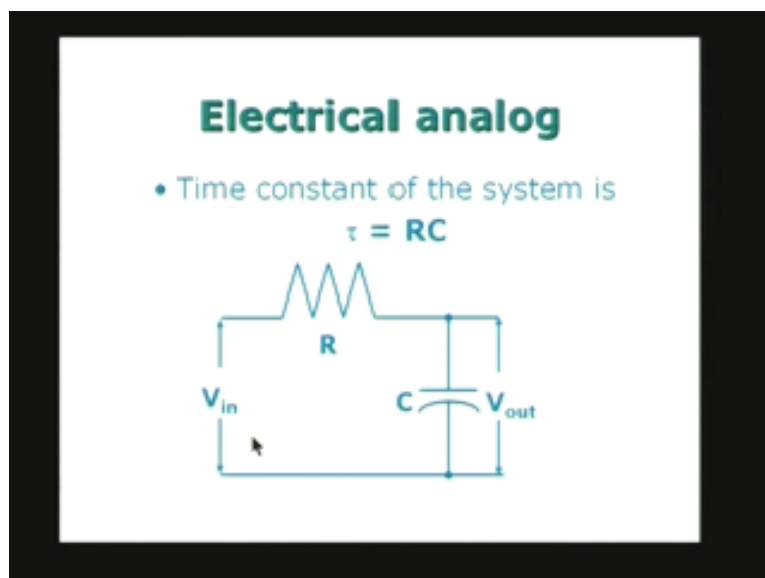 Electrical analog
• Time constant of the system is
τ = RC
R
Vin
C
Vout